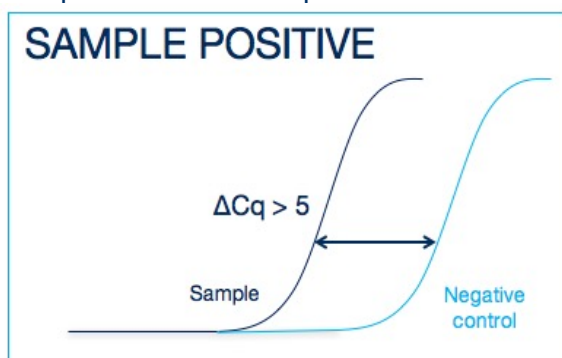 SAMPLE POSITIVE
ΔCq > 5
Sample
Negative
control